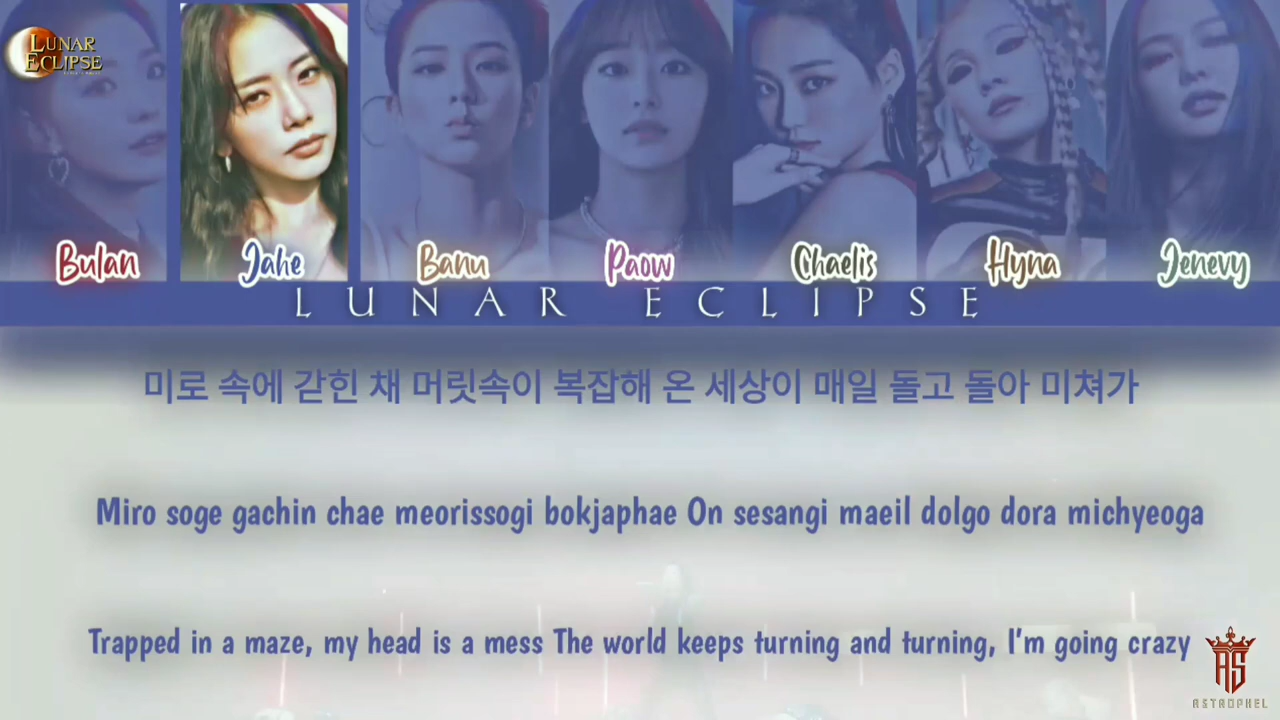 LUNAR
ECLIPSE
Bulan
Jahe
Banu
Paow
Chaelis
Hyna
Jenevy
LUNAR ECLIPSE
미로 속에 갇힌 채 머릿속이 복잡해 온 세상이 매일 돌고 돌아 미쳐가
Miro soge gachin chae meorissogi bokjaphae On sesangi maeil dolgo dora michyeoga
Trapped in a maze, my head is a mess The world keeps turning and turning, I'm going crazy
AS
ASTROPHEL